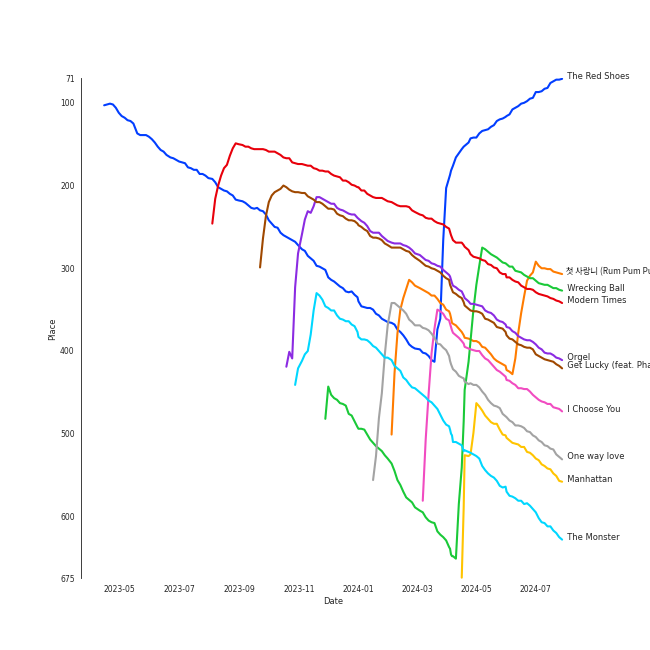 71
100
200
300
400
500
600
675
Place
2023-05
2023-07
2023-09
2023-11
2024-01
2024-03
2024-05
2024-07
Date
The Red Shoes
첫 사랑니 (Rum Pum Pu
Wrecking Ball
Modern Times
Orgel
Get Lucky (feat. Pha
I Choose You
One way love
Manhattan
The Monster